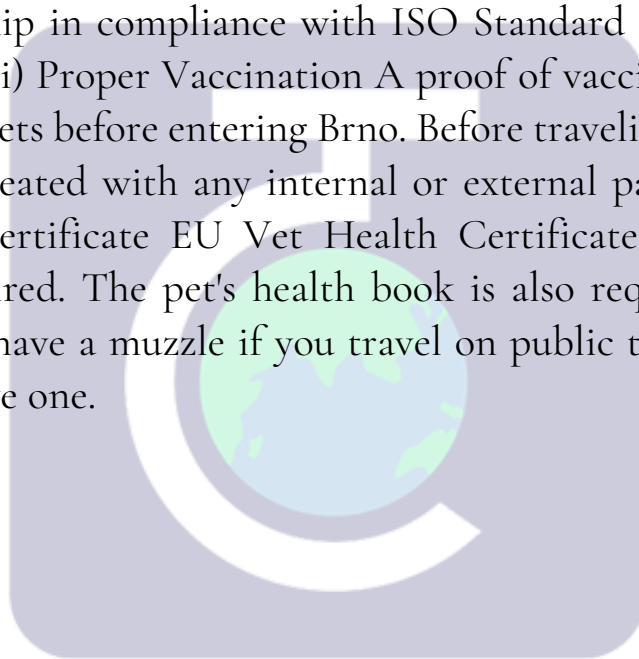 ip in compliance with ISO Standard
i) Proper Vaccination A proof of vacci
ets before entering Brno. Before traveli
eated with any internal or external pa
ertificate EU Vet Health Certificate
red. The pet's health book is also req
have a muzzle if you travel on public t
e one.